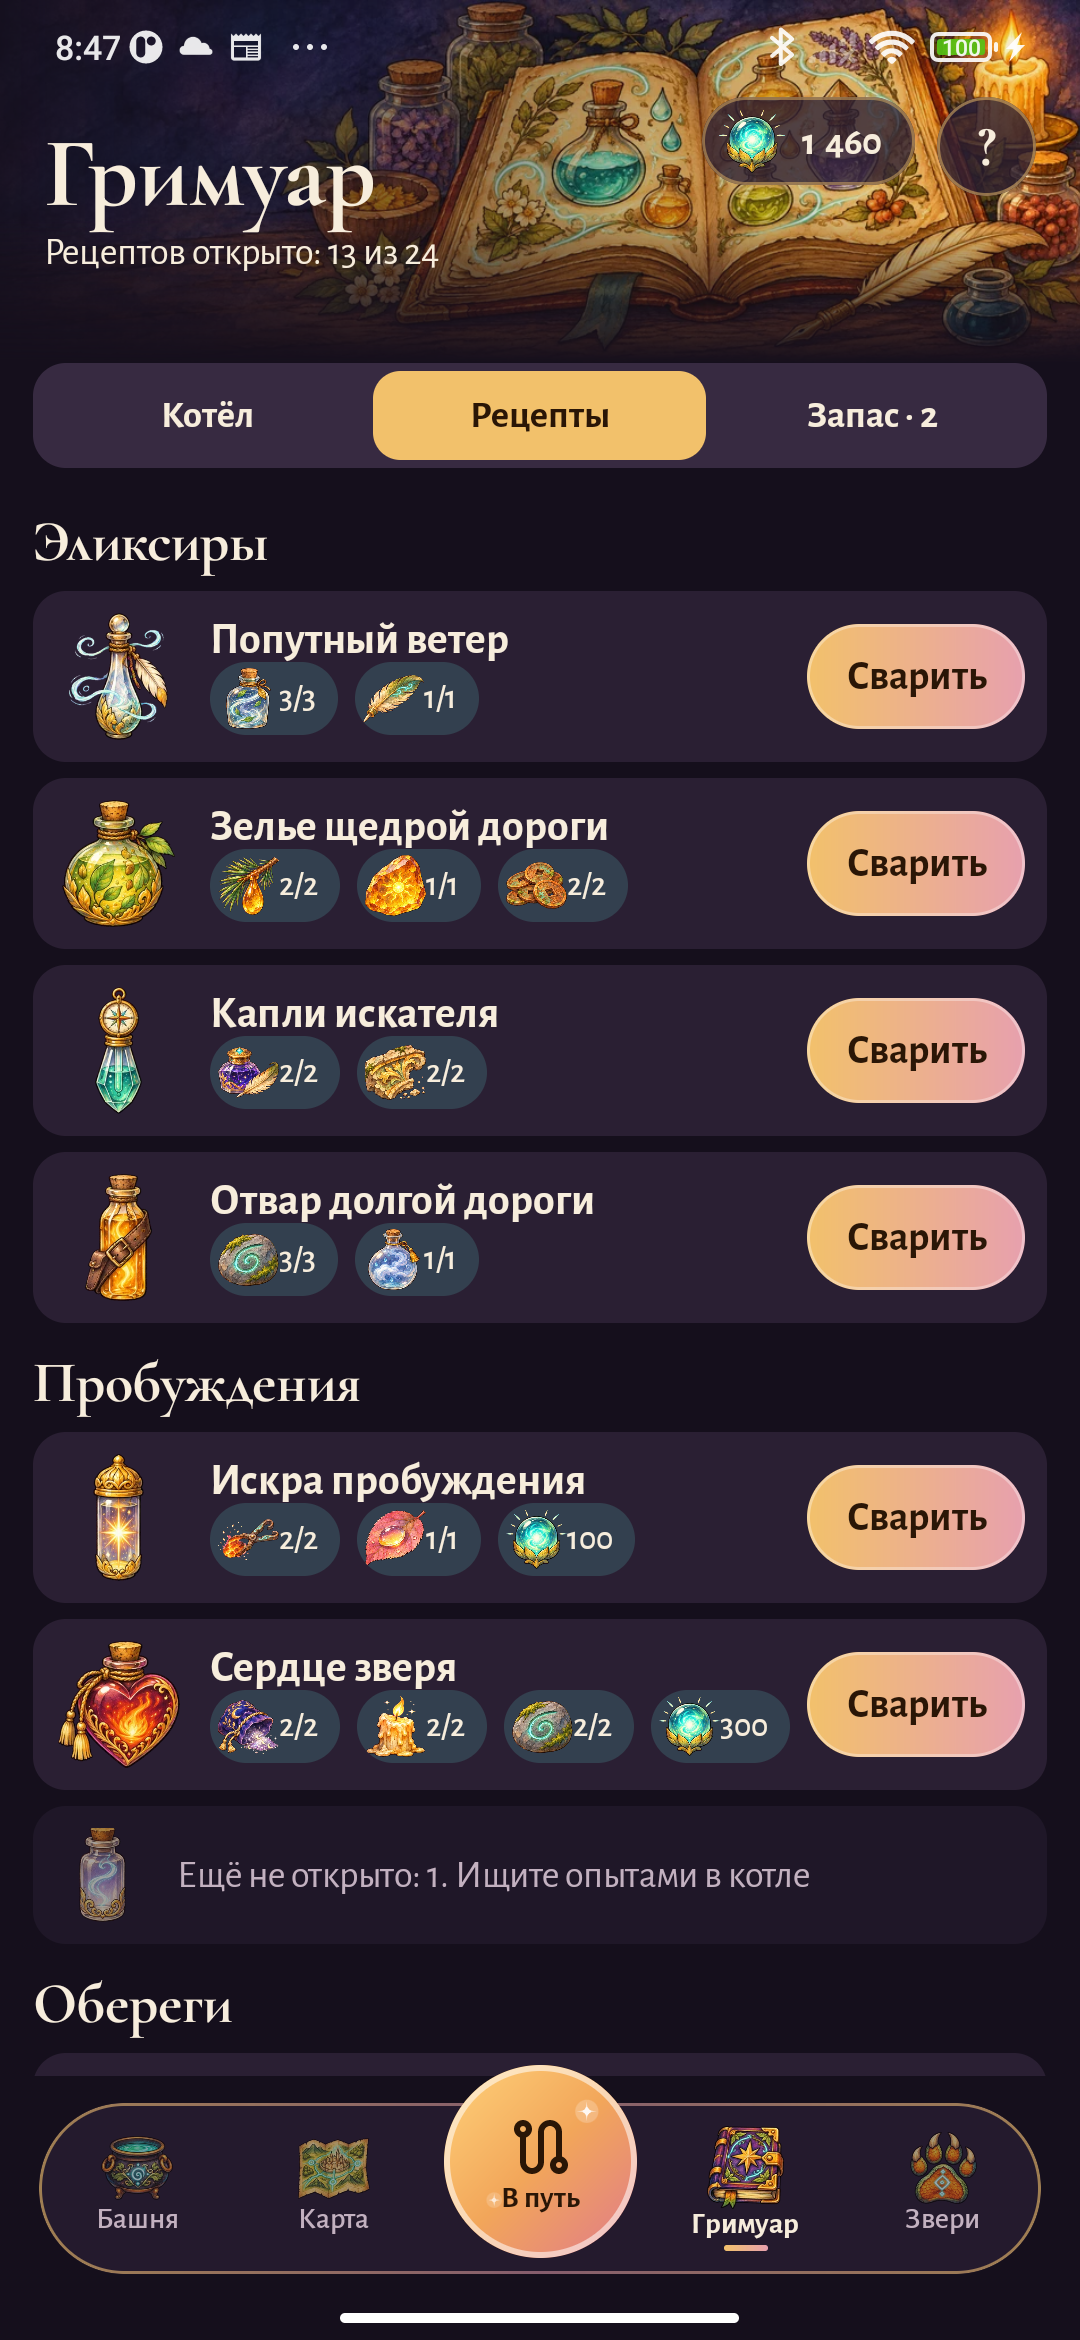 8:47
100
1 460
?
Гримуар
Рецептов открыто: 13 из 24
Котёл
Рецепты
Запас · 2
Эликсиры
Попутный ветер
3/3
1/1
Сварить
Зелье щедрой дороги
2/2
1/1
2/2
Сварить
Капли искателя
2/2
2/2
Сварить
Отвар долгой дороги
3/3
1/1
Сварить
Пробуждения
Искра пробуждения
2/2
1/1
100
Сварить
Сердце зверя
2/2
2/2
2/2
300
Сварить
Ещё не открыто: 1. Ищите опытами в котле
Обереги
Башня
Карта
В путь
Гримуар
Звери